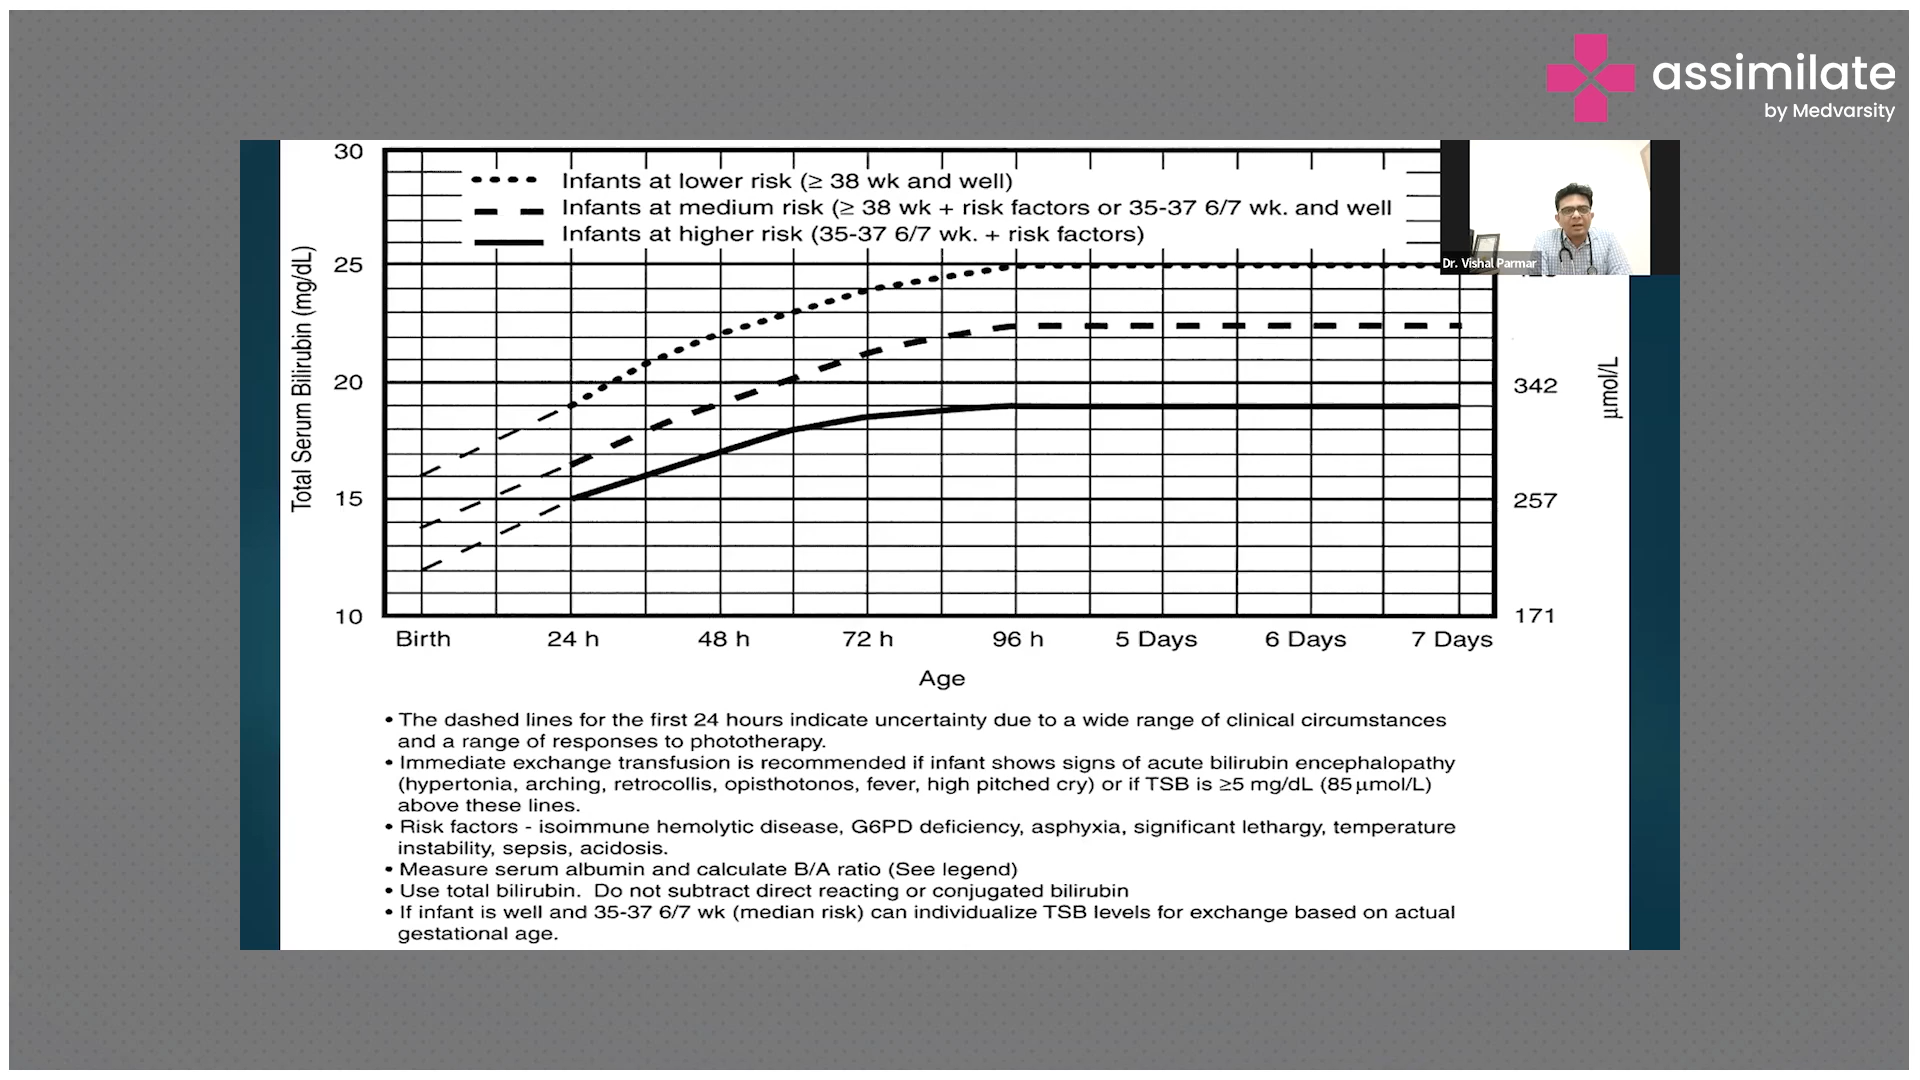 assimilate
by Medvarsity
30
Infants at lower risk (≥ 38 wk and well)
Infants at medium risk (≥ 38 wk + risk factors or 35-37 6/7 wk. and well
Infants at higher risk (35-37 6/7 wk. + risk factors)
Dr. Vishal Parmar
25
Total Serum Bilirubin (mg/dL)
20
342
µmol/L
15
257
10
171
Birth 24 h 48 h 72 h 96 h 5 Days 6 Days 7 Days
Age
• The dashed lines for the first 24 hours indicate uncertainty due to a wide range of clinical circumstances
and a range of responses to phototherapy.
• Immediate exchange transfusion is recommended if infant shows signs of acute bilirubin encephalopathy
(hypertonia, arching, retrocollis, opisthotonos, fever, high pitched cry) or if TSB is ≥5 mg/dL (85 µmol/L)
above these lines.
• Risk factors - isoimmune hemolytic disease, G6PD deficiency, asphyxia, significant lethargy, temperature
instability, sepsis, acidosis.
• Measure serum albumin and calculate B/A ratio (See legend)
• Use total bilirubin. Do not subtract direct reacting or conjugated bilirubin
• If infant is well and 35-37 6/7 wk (median risk) can individualize TSB levels for exchange based on actual
gestational age.